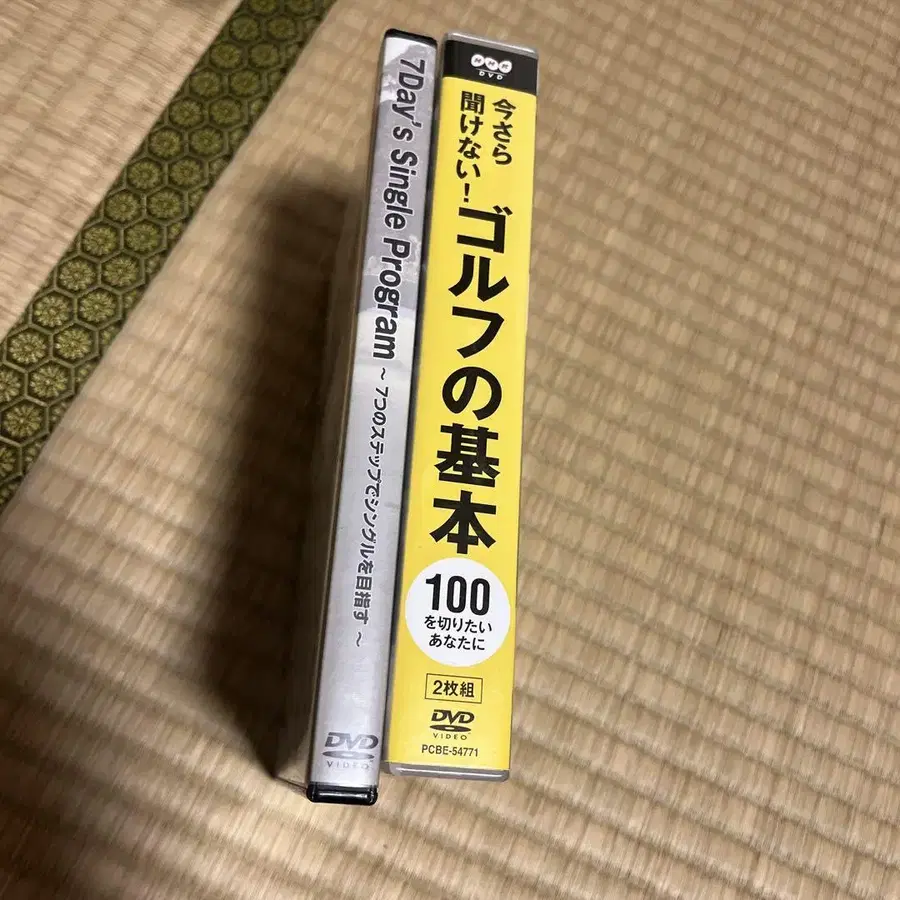 7Day's Single Program
～7つのステップでシングルを目指す～
DVD
VIDEO
NHK
DVD
今さら
聞けない!
ゴルフの基本
100
を切りたい
あなたに
2枚組
DVD
VIDEO
PCBE-54771